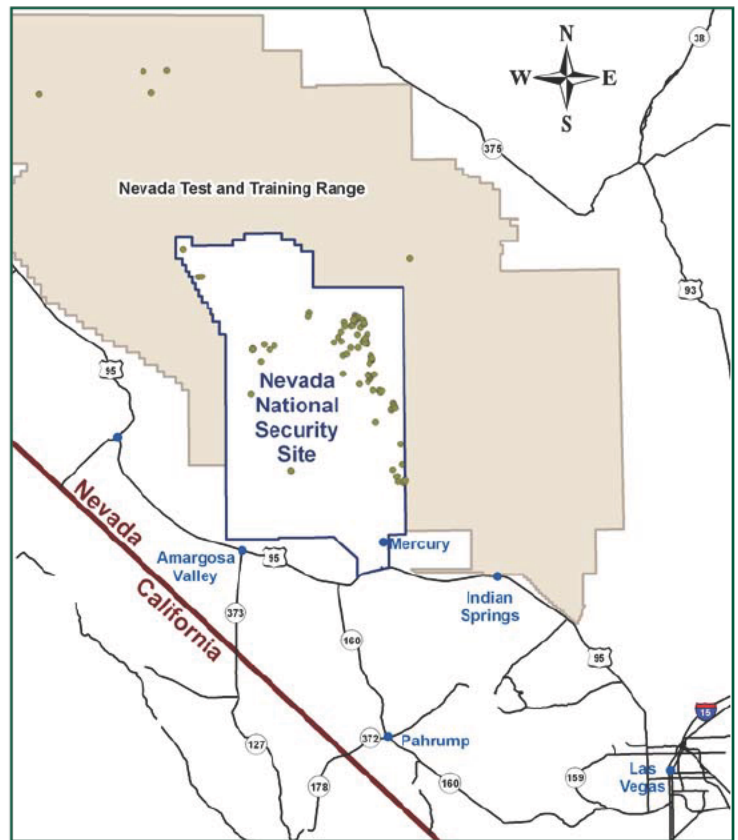 N
W
E
S
38
375
Nevada Test and Training Range
93
95
Nevada
National
Security
Site
Nevada
California
Mercury
Amargosa
Valley
95
Indian
Springs
373
160
95
15
127
372
Pahrump
178
160
159
Las
Vegas